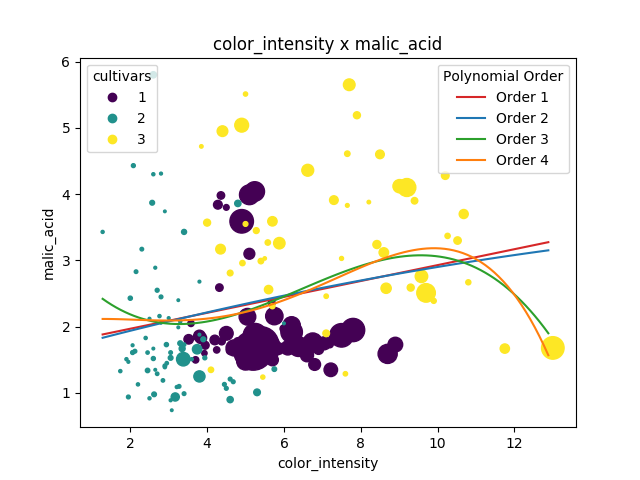 color_intensity x malic_acid
cultivars
1
2
3
Polynomial Order
Order 1
Order 2
Order 3
Order 4
malic_acid
6
5
4
3
2
1
2 4 6 8 10 12
color_intensity